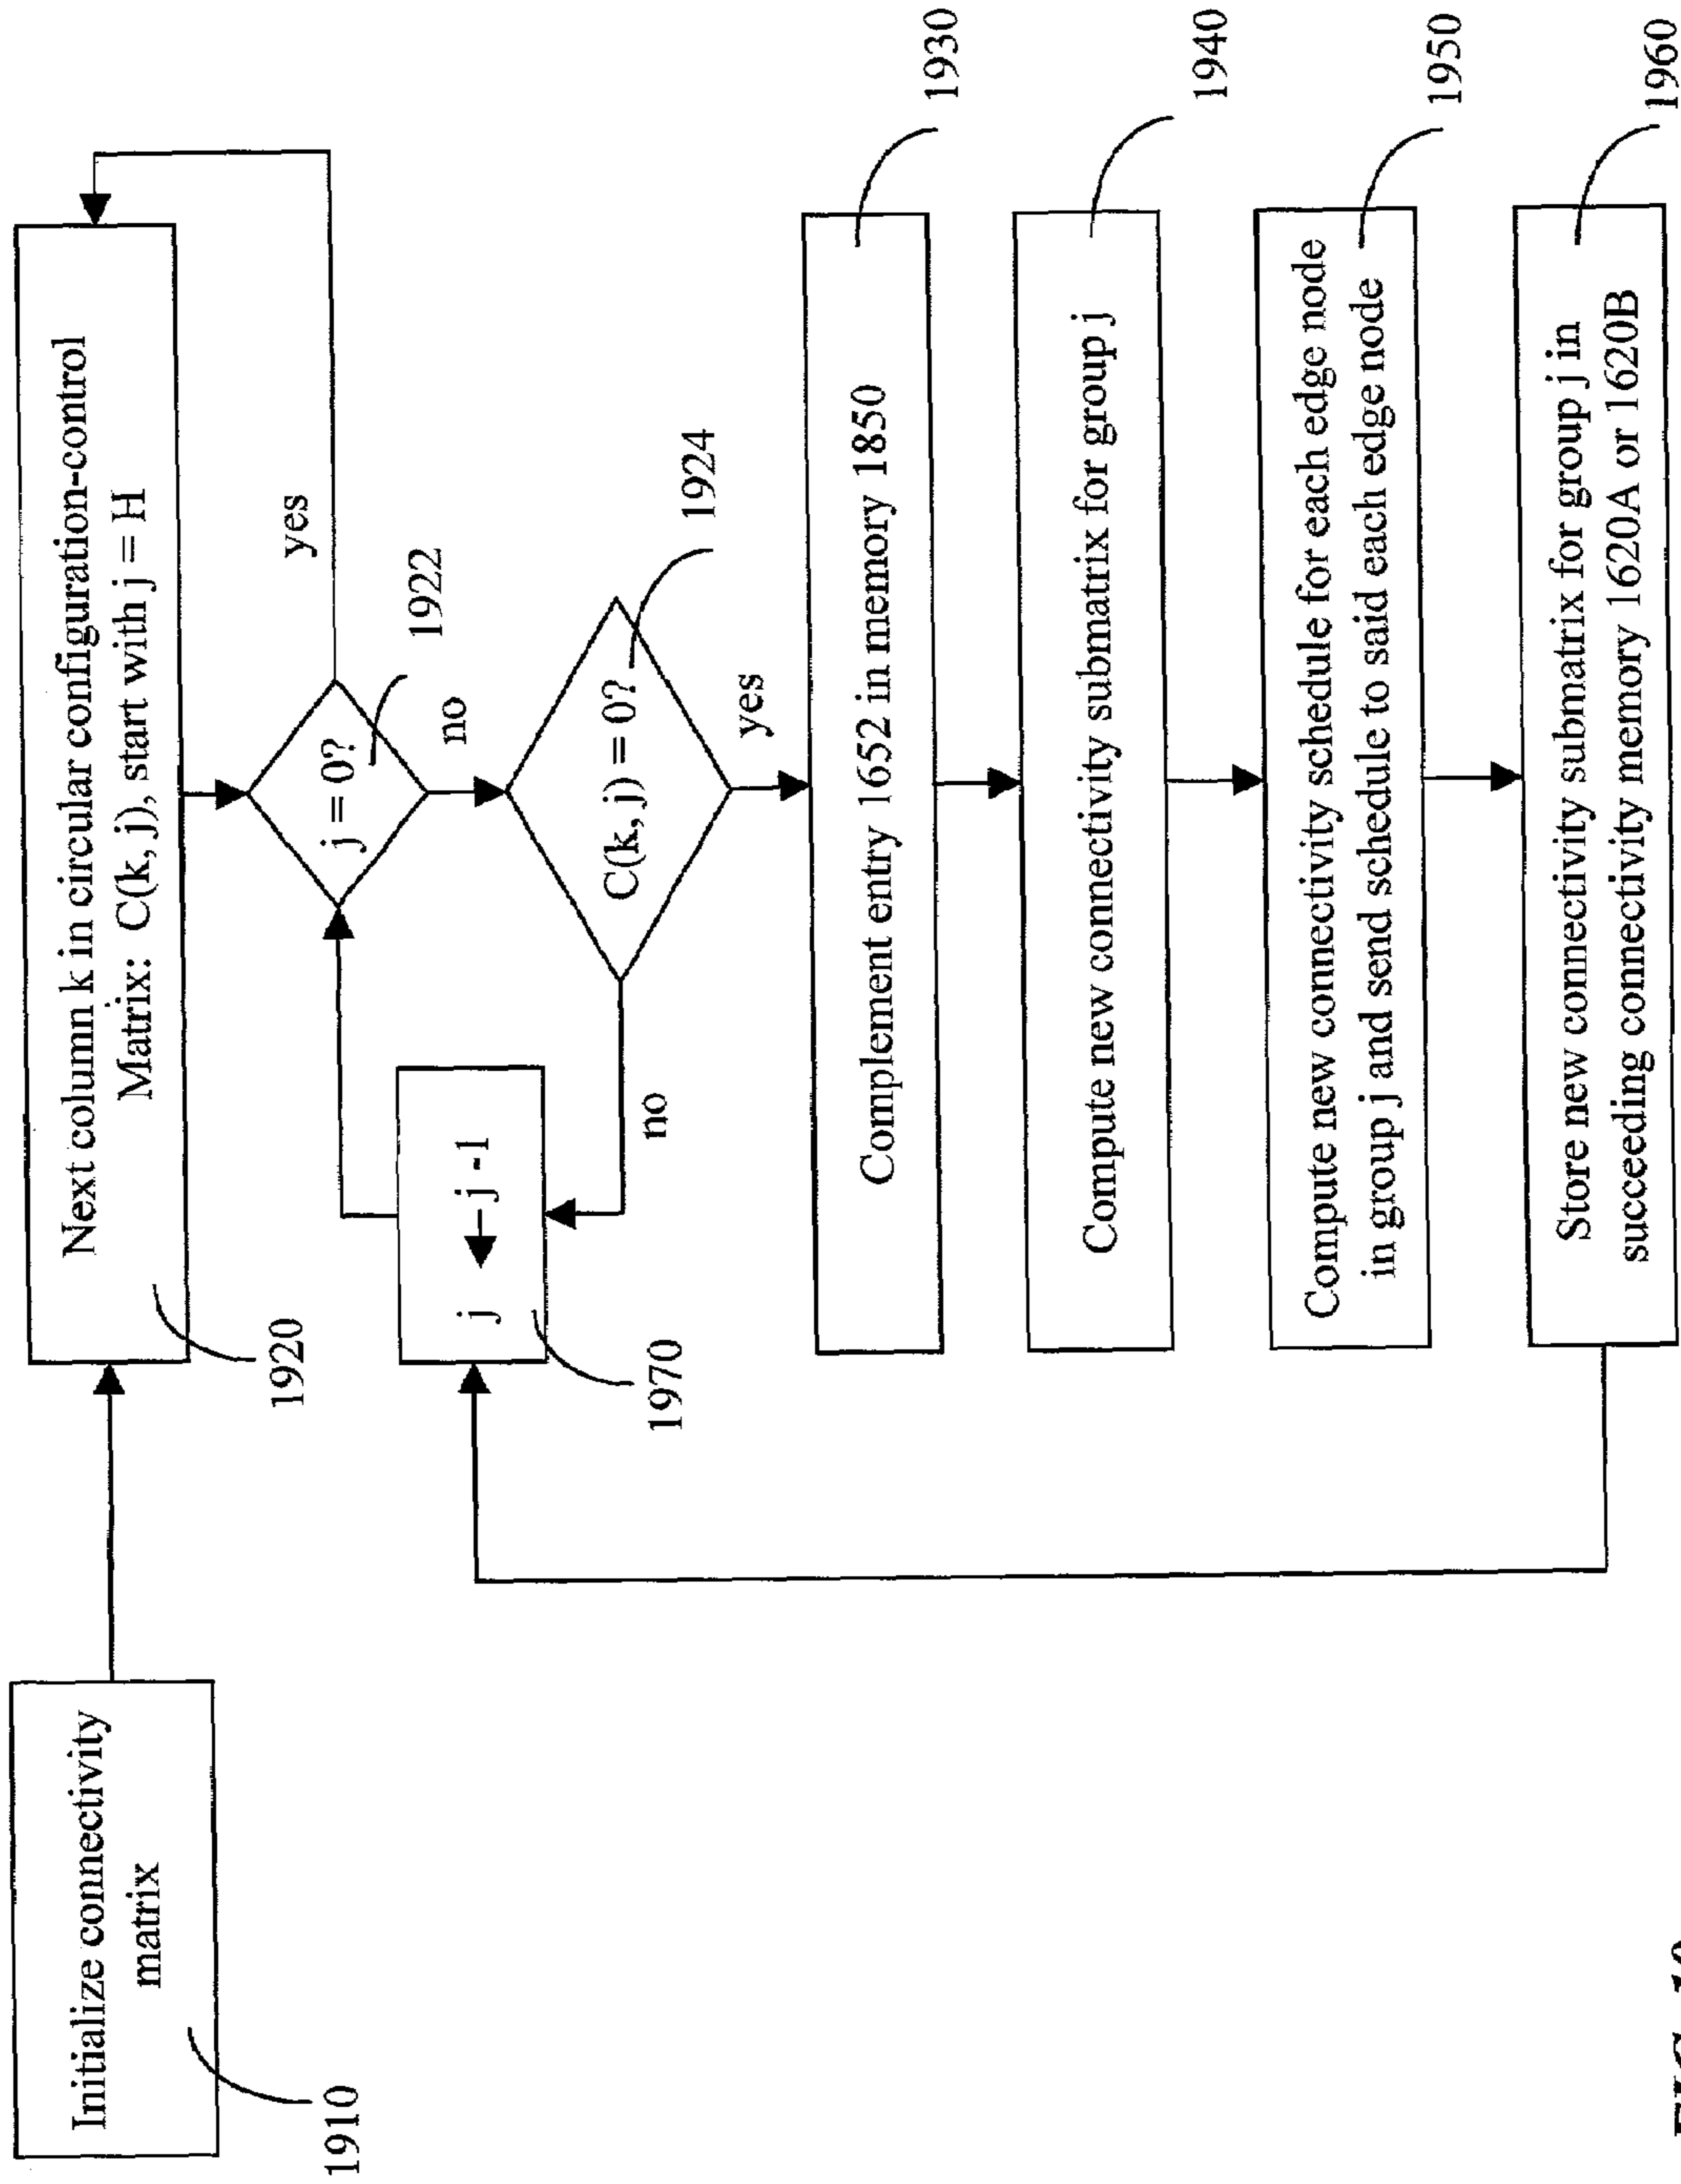 Initialize connectivity
matrix
1910
Next column k in circular configuration-control
Matrix: C(k, j), start with j = H
1920
j = 0?
yes
1922
no
C(k, j) = 0?
1924
no
yes
j ← j -1
1970
Complement entry 1652 in memory 1850
1930
Compute new connectivity submatrix for group j
1940
Compute new connectivity schedule for each edge node
in group j and send schedule to said each edge node
1950
Store new connectivity submatrix for group j in
succeeding connectivity memory 1620A or 1620B
1960